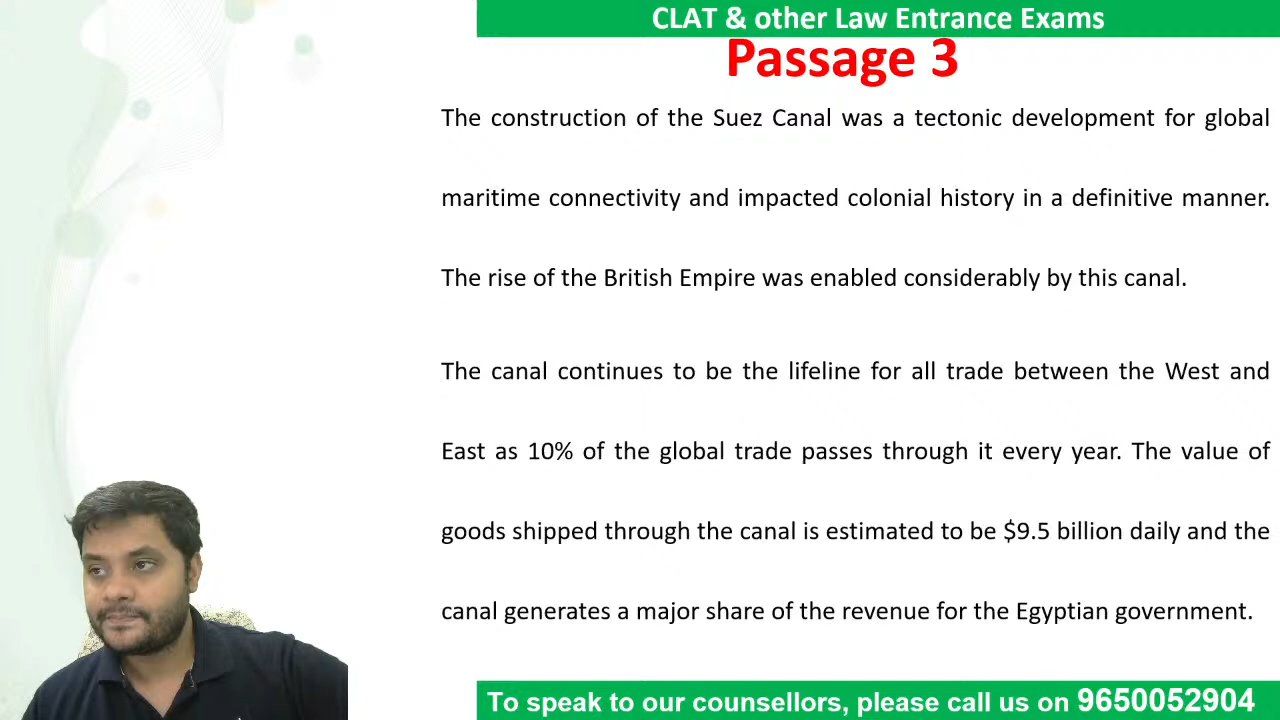 CLAT & other Law Entrance Exams
Passage 3
The construction of the Suez Canal was a tectonic development for global
maritime connectivity and impacted colonial history in a definitive manner.
The rise of the British Empire was enabled considerably by this canal.
The canal continues to be the lifeline for all trade between the West and
East as 10% of the global trade passes through it every year. The value of
goods shipped through the canal is estimated to be $9.5 billion daily and the
canal generates a major share of the revenue for the Egyptian government.
To speak to our counsellors, please call us on 9650052904